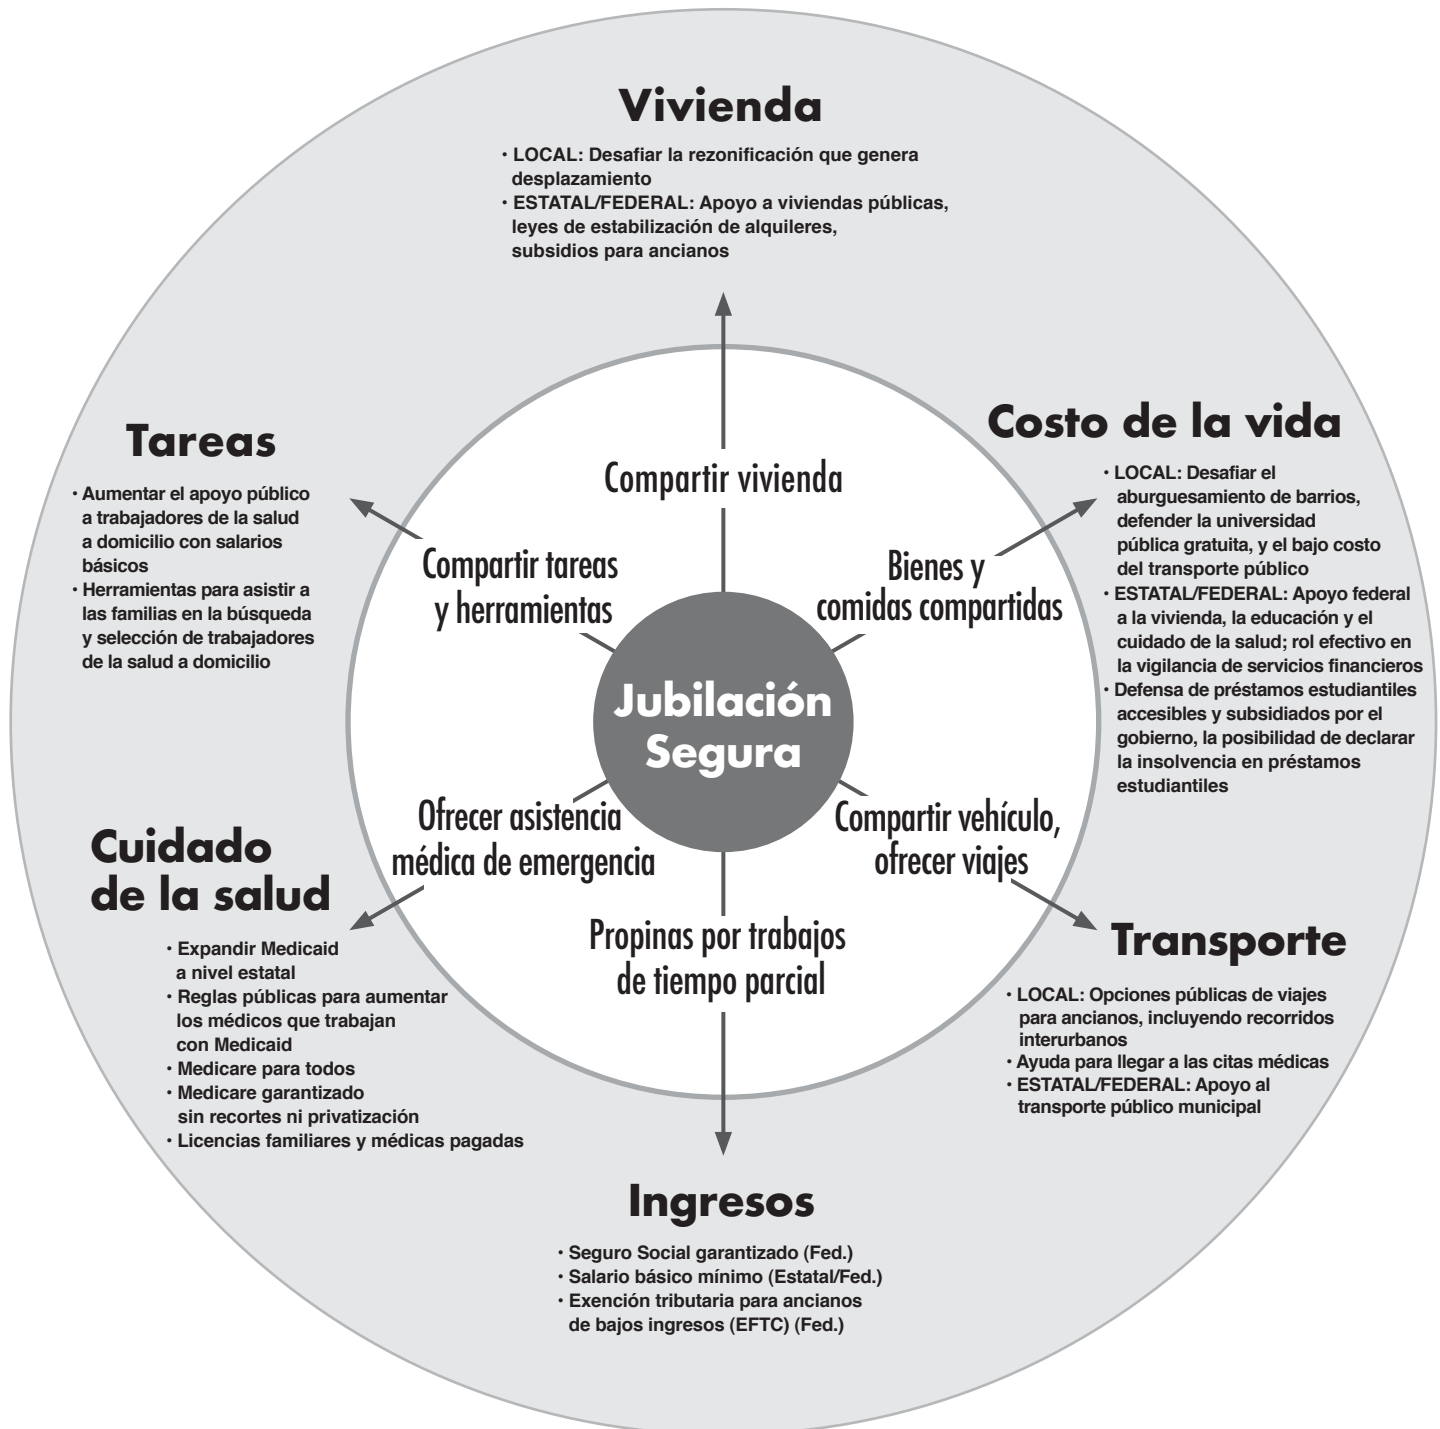 Vivienda
• LOCAL: Desafiar la rezonificación que genera
desplazamiento
• ESTATAL/FEDERAL: Apoyo a viviendas públicas,
leyes de estabilización de alquileres,
subsidios para ancianos
Tareas
• Aumentar el apoyo público
a trabajadores de la salud
a domicilio con salarios
básicos
• Herramientas para asistir a
las familias en la búsqueda
y selección de trabajadores
de la salud a domicilio
Costo de la vida
• LOCAL: Desafiar el
aburguesamiento de barrios,
defender la universidad
pública gratuita, y el bajo costo
del transporte público
• ESTATAL/FEDERAL: Apoyo federal
a la vivienda, la educación y el
cuidado de la salud; rol efectivo en
la vigilancia de servicios financieros
• Defensa de préstamos estudiantiles
accesibles y subsidiados por el
gobierno, la posibilidad de declarar
la insolvencia en préstamos
estudiantiles
Compartir vivienda
Compartir tareas
y herramientas
Bienes y
comidas compartidas
Jubilación
Segura
Ofrecer asistencia
médica de emergencia
Compartir vehículo,
ofrecer viajes
Propinas por trabajos
de tiempo parcial
Cuidado
de la salud
• Expandir Medicaid
a nivel estatal
• Reglas públicas para aumentar
los médicos que trabajan
con Medicaid
• Medicare para todos
• Medicare garantizado
sin recortes ni privatización
• Licencias familiares y médicas pagadas
Transporte
• LOCAL: Opciones públicas de viajes
para ancianos, incluyendo recorridos
interurbanos
• Ayuda para llegar a las citas médicas
• ESTATAL/FEDERAL: Apoyo al
transporte público municipal
Ingresos
• Seguro Social garantizado (Fed.)
• Salario básico mínimo (Estatal/Fed.)
• Exención tributaria para ancianos
de bajos ingresos (EFTC) (Fed.)